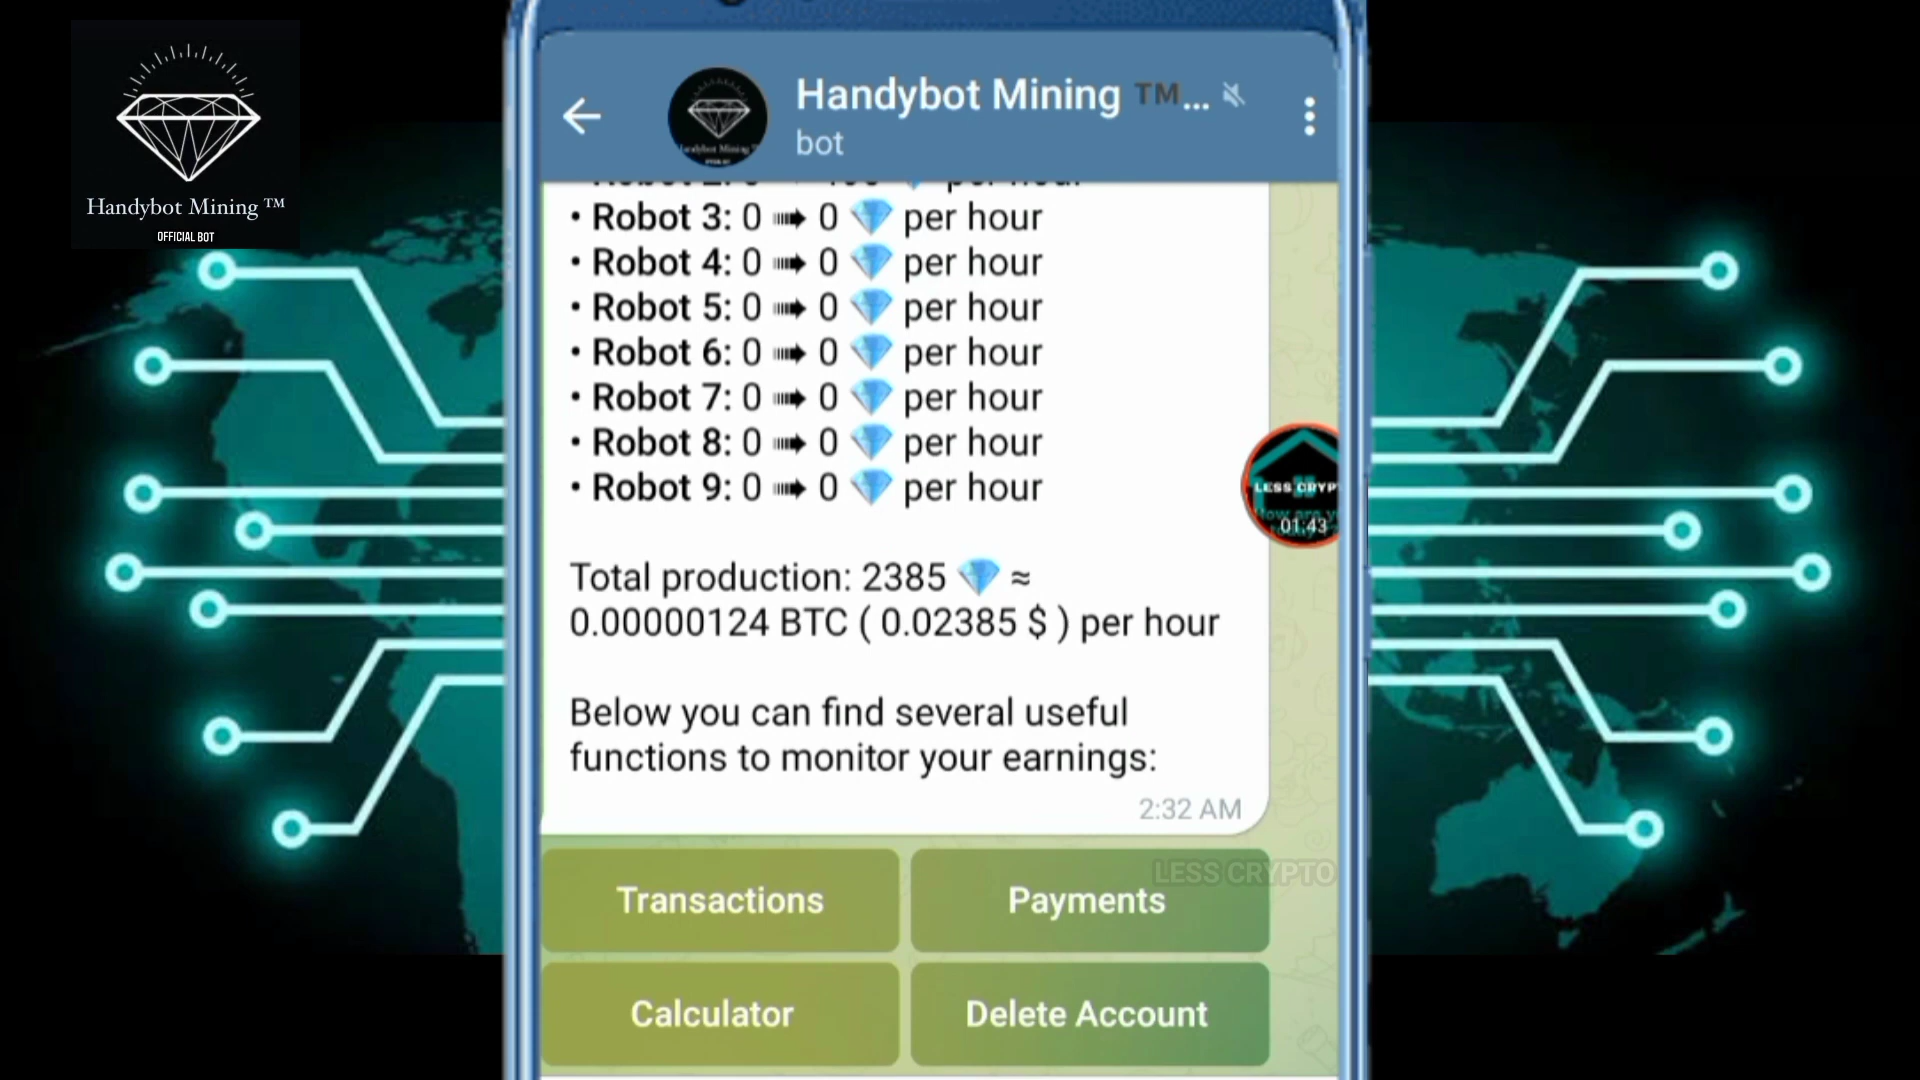 Handybot Mining ™
OFFICIAL BOT
Handybot Mining ™...
bot
• Robot 3: 0 ➠ 0 💎 per hour
• Robot 4: 0 ➠ 0 💎 per hour
• Robot 5: 0 ➠ 0 💎 per hour
• Robot 6: 0 ➠ 0 💎 per hour
• Robot 7: 0 ➠ 0 💎 per hour
• Robot 8: 0 ➠ 0 💎 per hour
• Robot 9: 0 ➠ 0 💎 per hour
LESS CRYP
01:43
Total production: 2385 💎 ≈
0.00000124 BTC ( 0.02385 $ ) per hour
Below you can find several useful
functions to monitor your earnings:
2:32 AM
LESS CRYPTO
Transactions
Payments
Calculator
Delete Account